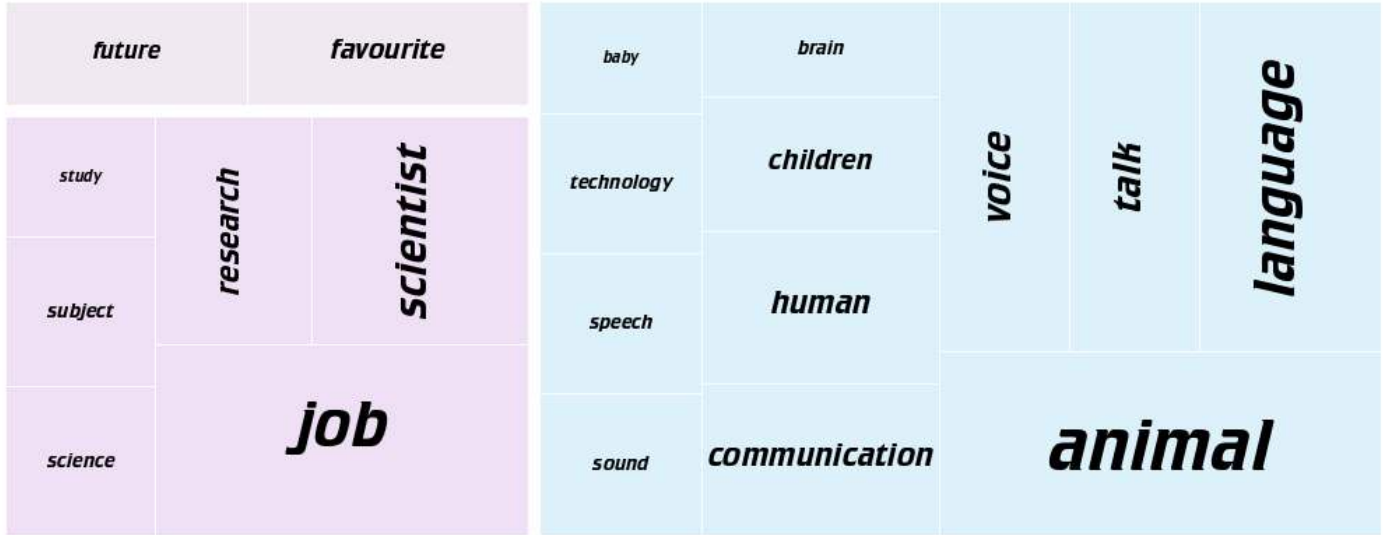 future
favourite
study
research
scientist
subject
science
job
baby
brain
technology
children
speech
human
sound
communication
voice
talk
language
animal